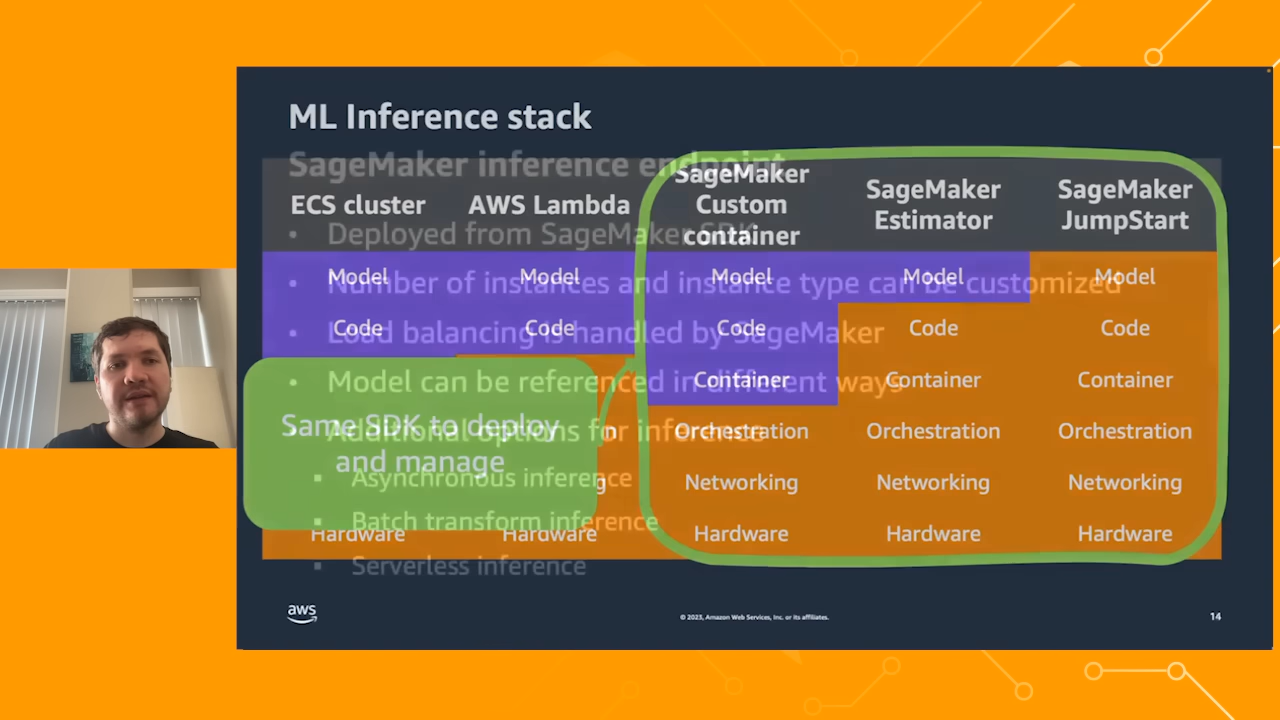 ML Inference stack
SageMaker inference endpoint
ECS cluster
AWS Lambda
SageMaker
Custom
container
SageMaker
Estimator
SageMaker
JumpStart
• Deployed from SageMaker SDK
Model Model Model Model Model
• Number of instances and instance type can be customized
Code Code Code Code Code
• Load balancing is handled by SageMaker
Container Container Container
• Model can be referenced in different ways
Same SDK to deploy
and manage
Orchestration Orchestration Orchestration
• Additional options for inference
Networking Networking Networking
▪ Asynchronous inference
▪ Batch transform inference
Hardware Hardware Hardware Hardware Hardware
▪ Serverless inference
aws
© 2023, Amazon Web Services, Inc. or its affiliates.
14